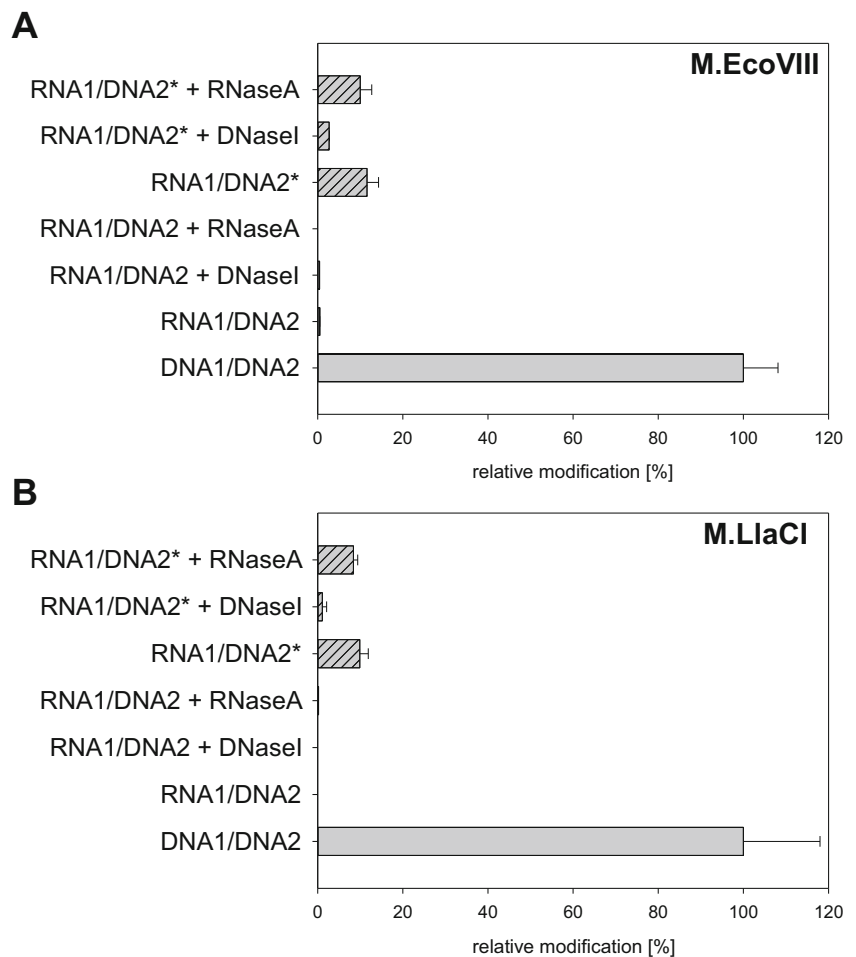 A
M.EcoVIII
RNA1/DNA2* + RNaseA
RNA1/DNA2* + DNaseI
RNA1/DNA2*
RNA1/DNA2 + RNaseA
RNA1/DNA2 + DNaseI
RNA1/DNA2
DNA1/DNA2
0 20 40 60 80 100 120
relative modification [%]
B
M.LlaCI
RNA1/DNA2* + RNaseA
RNA1/DNA2* + DNaseI
RNA1/DNA2*
RNA1/DNA2 + RNaseA
RNA1/DNA2 + DNaseI
RNA1/DNA2
DNA1/DNA2
0 20 40 60 80 100 120
relative modification [%]